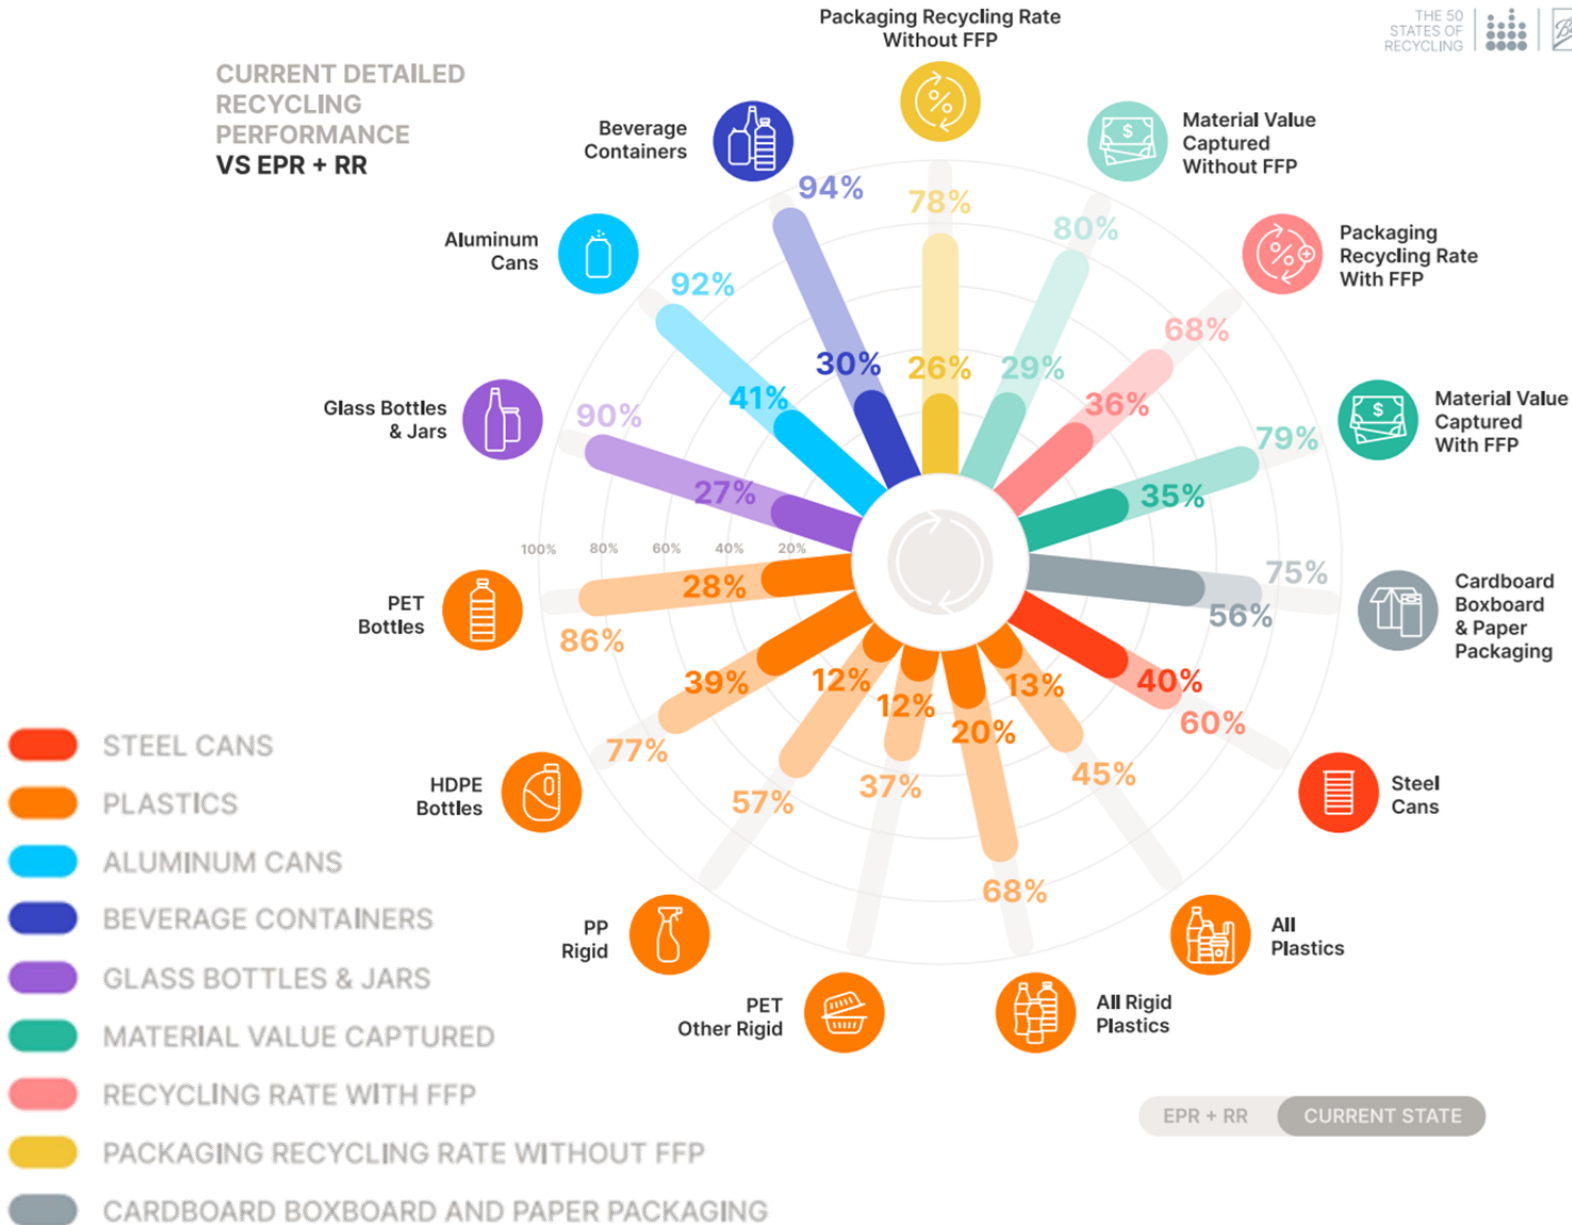 CURRENT DETAILED
RECYCLING
PERFORMANCE
VS EPR + RR
THE 50
STATES OF
RECYCLING
Packaging Recycling Rate
Without FFP
78%
26%
Material Value
Captured
Without FFP
80%
29%
Packaging
Recycling Rate
With FFP
68%
36%
Material Value
Captured
With FFP
79%
35%
Cardboard
Boxboard
& Paper
Packaging
75%
56%
Steel
Cans
40%
60%
All
Plastics
13%
45%
All Rigid
Plastics
20%
68%
PET
Other Rigid
12%
37%
PP
Rigid
12%
57%
HDPE
Bottles
39%
77%
PET
Bottles
28%
86%
Glass Bottles
& Jars
90%
27%
Aluminum
Cans
92%
41%
Beverage
Containers
94%
30%
100% 80% 60% 40% 20%
STEEL CANS
PLASTICS
ALUMINUM CANS
BEVERAGE CONTAINERS
GLASS BOTTLES & JARS
MATERIAL VALUE CAPTURED
RECYCLING RATE WITH FFP
PACKAGING RECYCLING RATE WITHOUT FFP
CARDBOARD BOXBOARD AND PAPER PACKAGING
EPR + RR CURRENT STATE